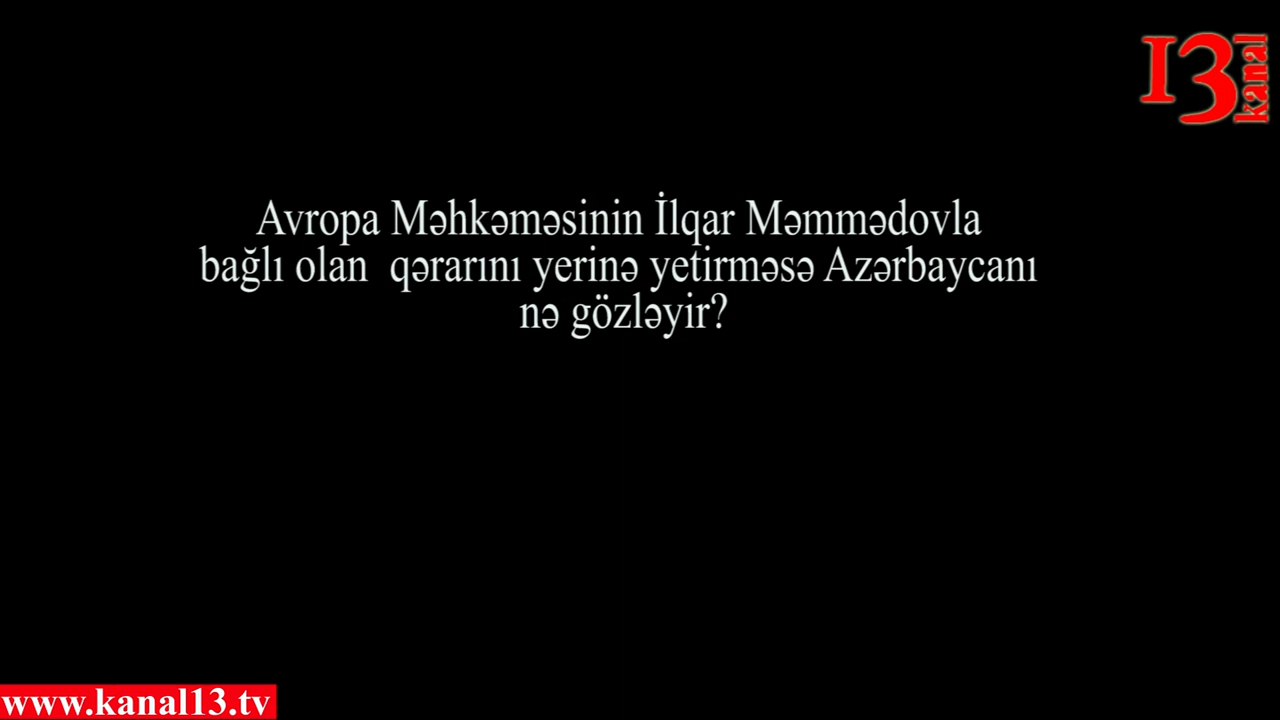 13 kanal
Avropa Məhkəməsinin İlqar Məmmədovla
bağlı olan  qərarını yerinə yetirməsə Azərbaycanı
nə gözləyir?
www.kanal13.tv